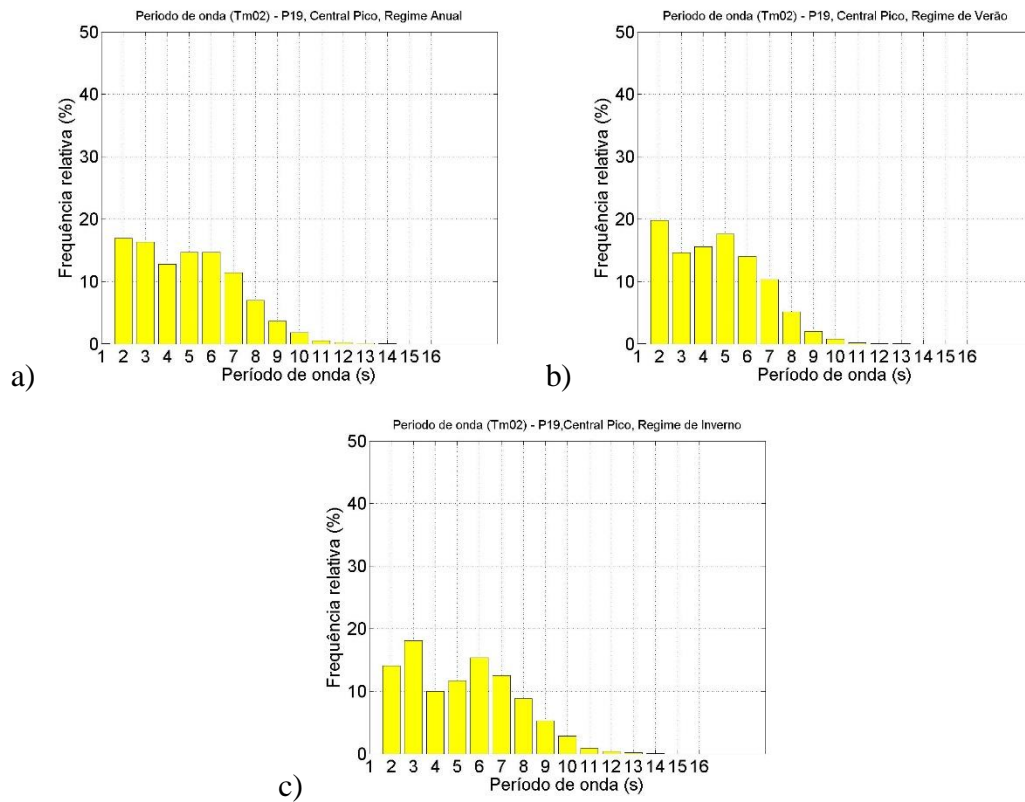 Periodo de onda (Tm02) - P19, Central Pico, Regime Anual
50
40
30
20
10
0
Frequência relativa (%)
1 2 3 4 5 6 7 8 9 10 11 12 13 14 15 16
Período de onda (s)
a)
Periodo de onda (Tm02) - P19, Central Pico, Regime de Verão
50
40
30
20
10
0
Frequência relativa (%)
1 2 3 4 5 6 7 8 9 10 11 12 13 14 15 16
Período de onda (s)
b)
Periodo de onda (Tm02) - P19,Central Pico, Regime de Inverno
50
40
30
20
10
0
Frequência relativa (%)
1 2 3 4 5 6 7 8 9 10 11 12 13 14 15 16
Período de onda (s)
c)